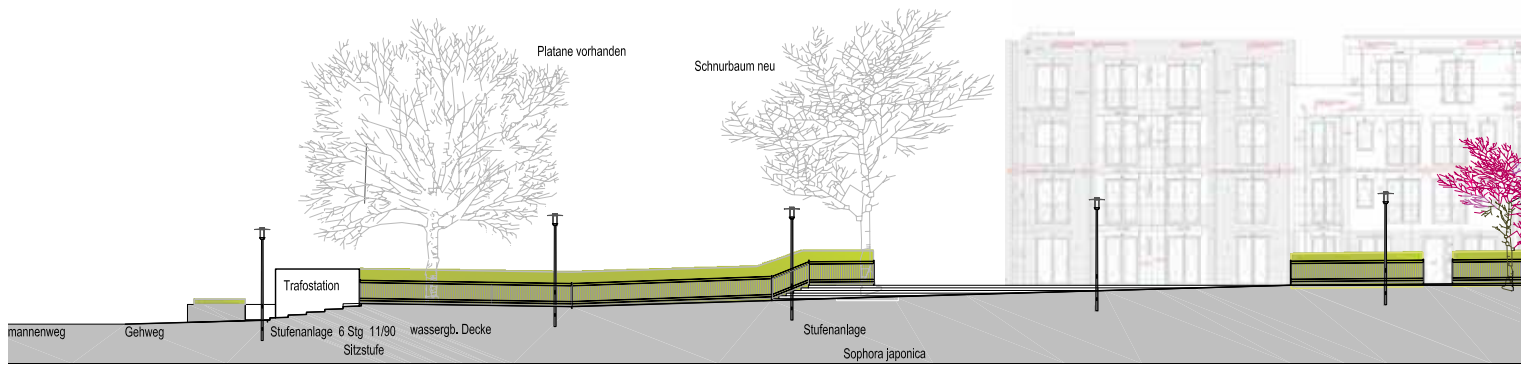 Platane vorhanden
Schnurbaum neu
Trafostation
mannenweg
Gehweg
Stufenanlage 6 Stg 11/90
wassergb. Decke
Stufenanlage
Sitzstufe
Sophora japonica